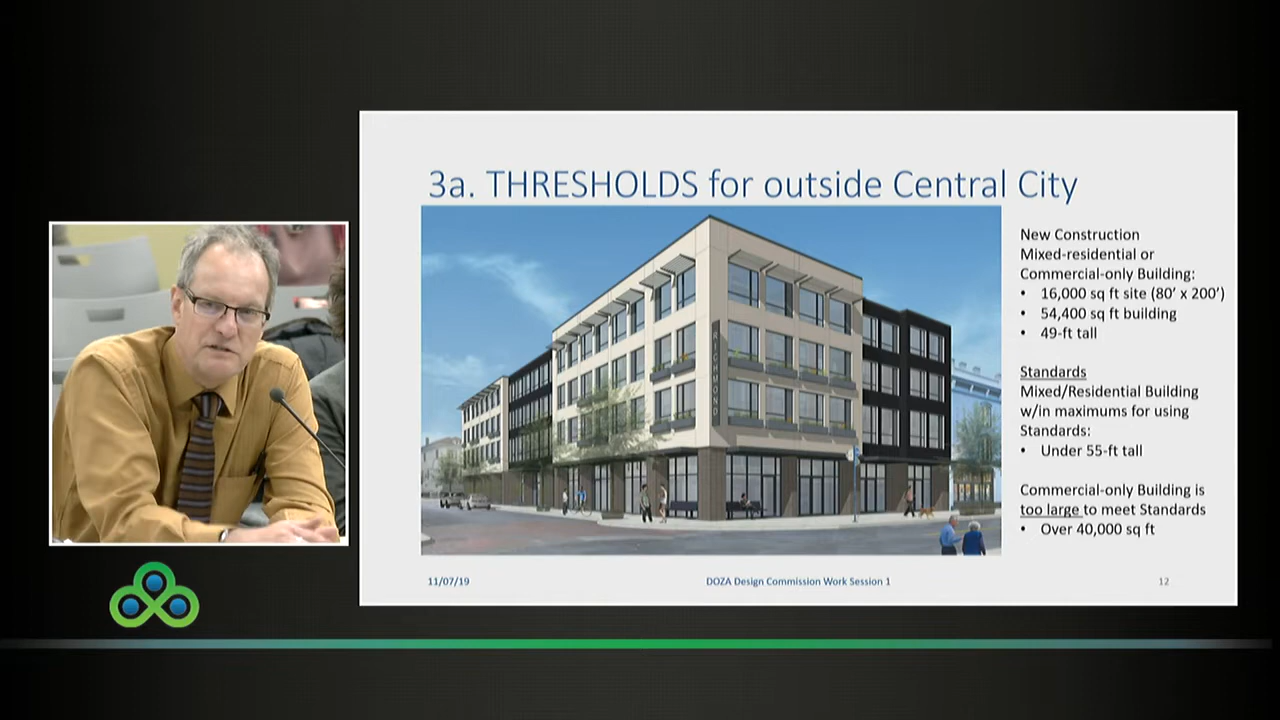 3a. THRESHOLDS for outside Central City
New Construction
Mixed-residential or
Commercial-only Building:
• 16,000 sq ft site (80’ x 200’)
• 54,400 sq ft building
• 49-ft tall
Standards
Mixed/Residential Building
w/in maximums for using
Standards:
• Under 55-ft tall
Commercial-only Building is
too large to meet Standards
• Over 40,000 sq ft
RICHMOND
11/07/19
DOZA Design Commission Work Session 1
12